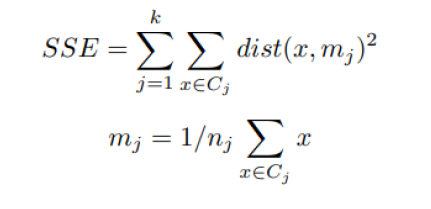 SSE = \sum_{j=1}^{k} \sum_{x \in C_j} dist(x, m_j)^2
m_j = 1/n_j \sum_{x \in C_j} x